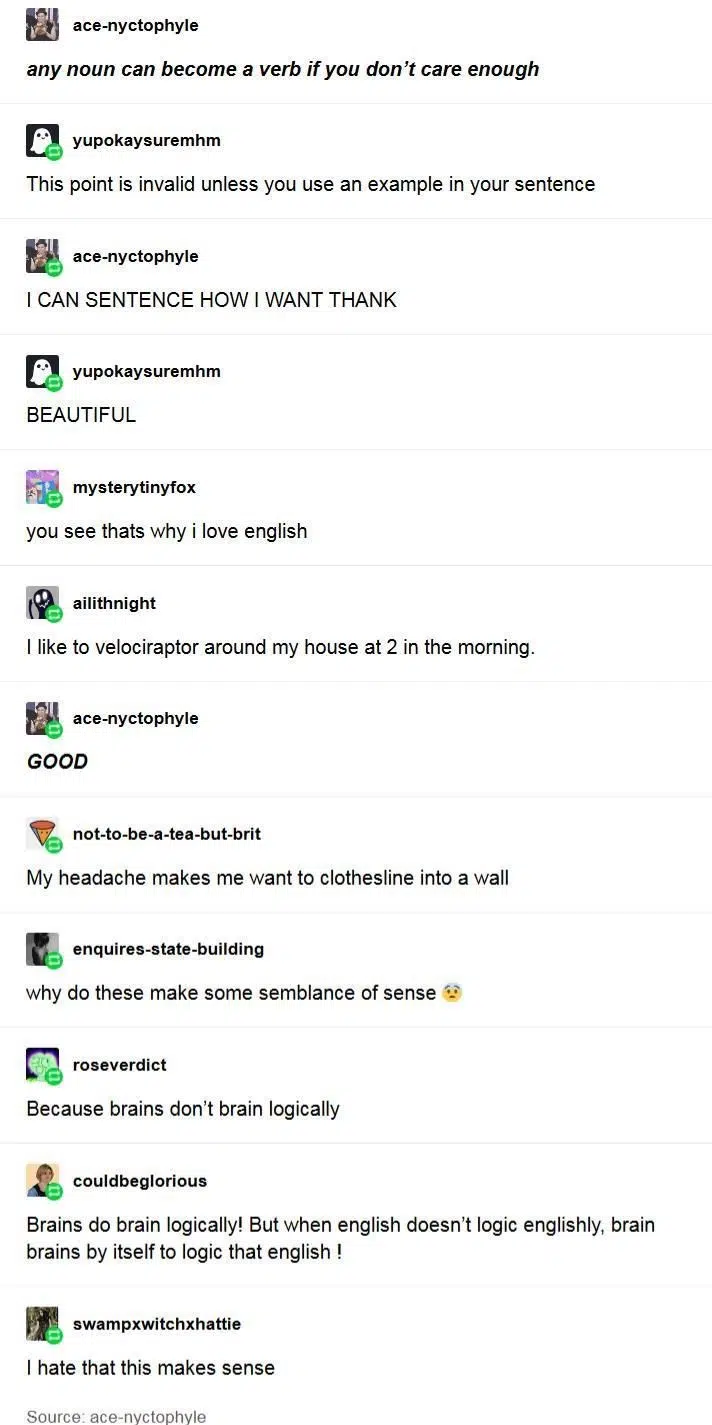 ace-nyctophyle
any noun can become a verb if you don’t care enough
yupokaysuremhm
This point is invalid unless you use an example in your sentence
ace-nyctophyle
I CAN SENTENCE HOW I WANT THANK
yupokaysuremhm
BEAUTIFUL
mysterytinyfox
you see thats why i love english
ailithnight
I like to velociraptor around my house at 2 in the morning.
ace-nyctophyle
GOOD
not-to-be-a-tea-but-brit
My headache makes me want to clothesline into a wall
enquires-state-building
why do these make some semblance of sense 😨
roseverdict
Because brains don’t brain logically
couldbeglorious
Brains do brain logically! But when english doesn’t logic englishly, brain
brains by itself to logic that english !
swampxwitchxhattie
I hate that this makes sense
Source: ace-nyctophyle